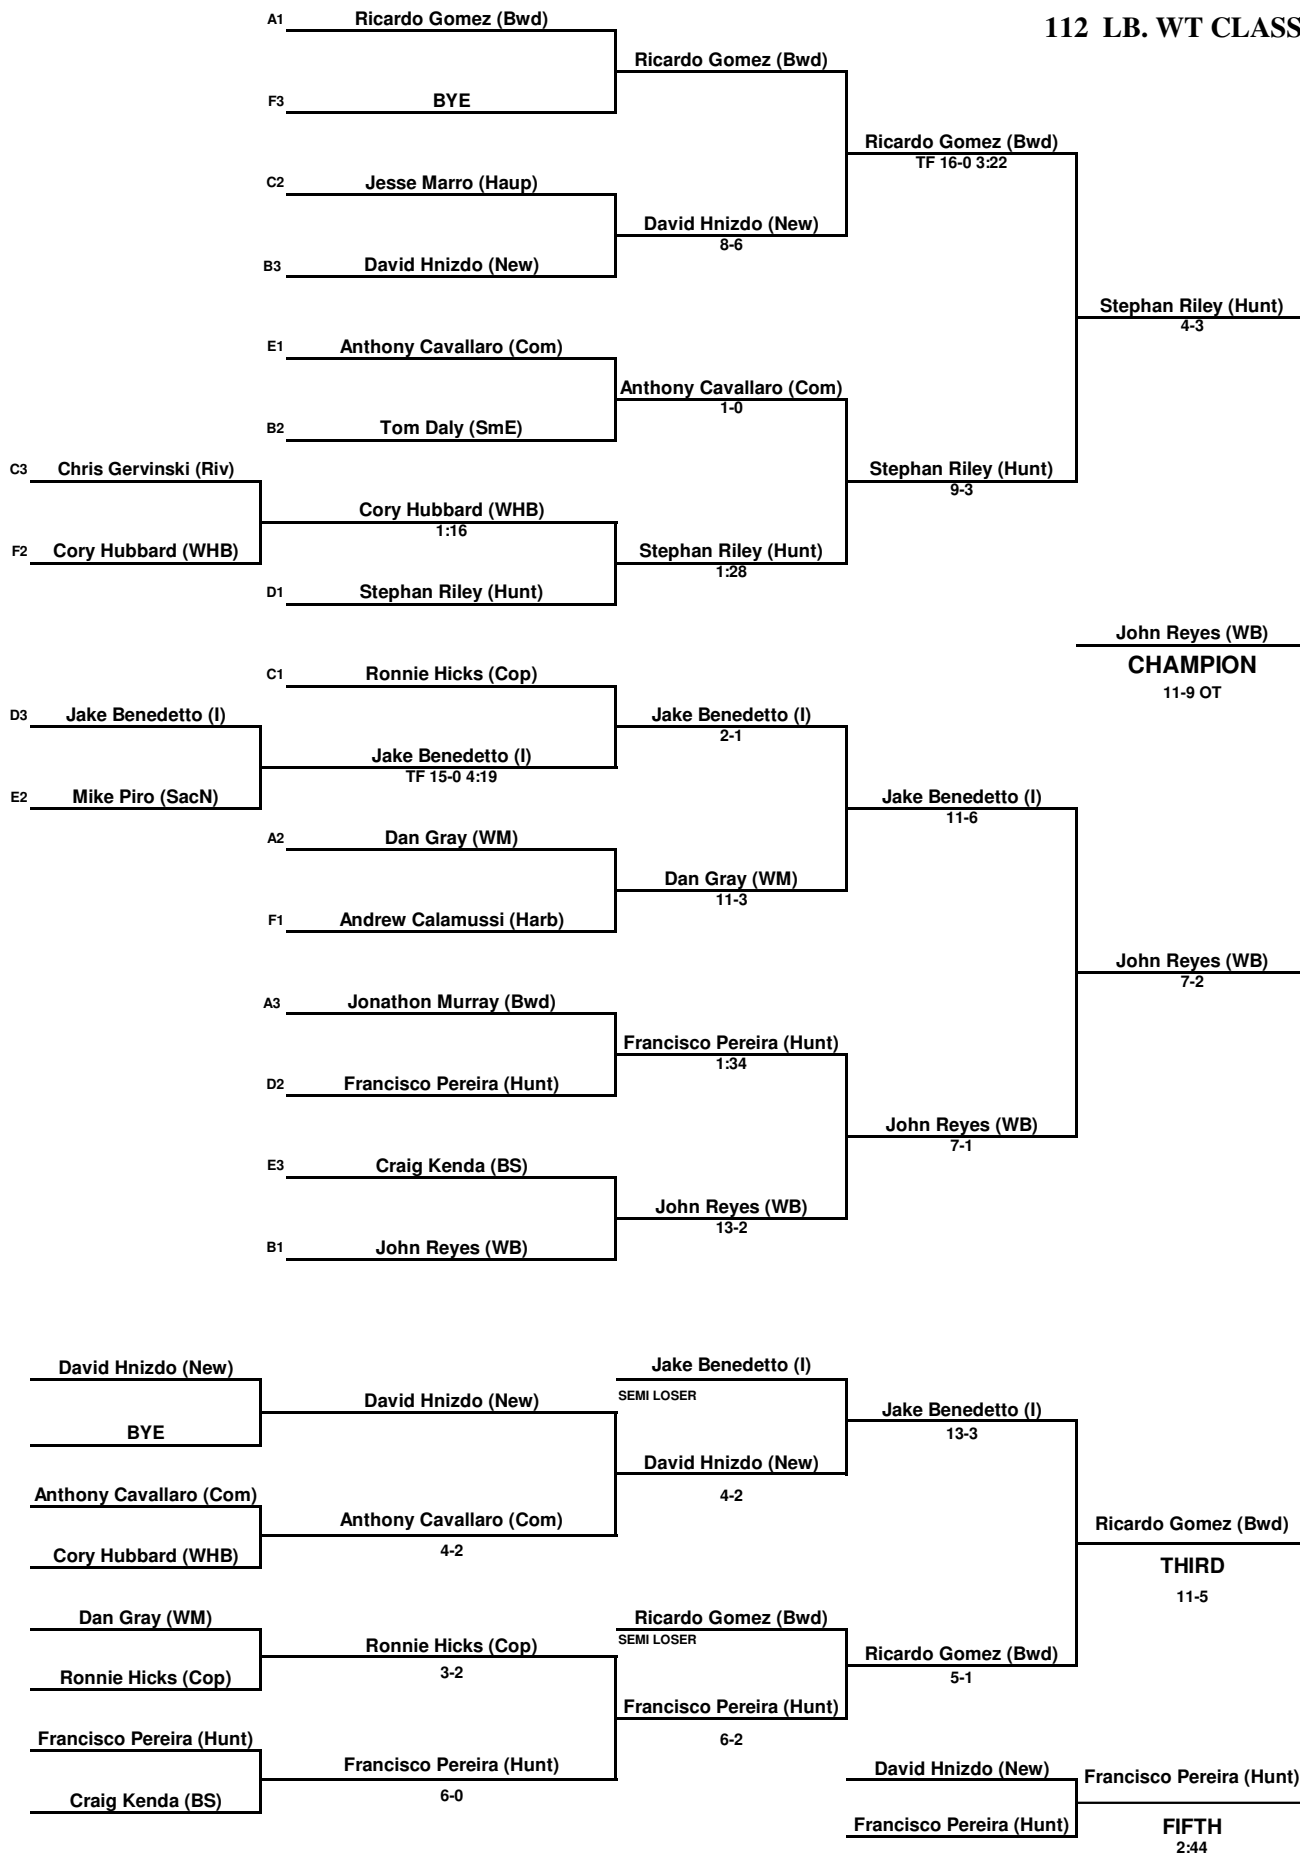 112 LB. WT CLASS
A1 Ricardo Gomez (Bwd)
Ricardo Gomez (Bwd)
F3 BYE
Ricardo Gomez (Bwd)
TF 16-0 3:22
C2 Jesse Marro (Haup)
David Hnizdo (New)
8-6
B3 David Hnizdo (New)
Stephan Riley (Hunt)
4-3
E1 Anthony Cavallaro (Com)
Anthony Cavallaro (Com)
1-0
B2 Tom Daly (SmE)
C3 Chris Gervinski (Riv)
Stephan Riley (Hunt)
9-3
Cory Hubbard (WHB)
1:16
F2 Cory Hubbard (WHB)
Stephan Riley (Hunt)
1:28
D1 Stephan Riley (Hunt)
John Reyes (WB)
CHAMPION
11-9 OT
C1 Ronnie Hicks (Cop)
D3 Jake Benedetto (I)
Jake Benedetto (I)
2-1
Jake Benedetto (I)
TF 15-0 4:19
E2 Mike Piro (SacN)
Jake Benedetto (I)
11-6
A2 Dan Gray (WM)
Dan Gray (WM)
11-3
F1 Andrew Calamussi (Harb)
John Reyes (WB)
7-2
A3 Jonathon Murray (Bwd)
Francisco Pereira (Hunt)
1:34
D2 Francisco Pereira (Hunt)
John Reyes (WB)
7-1
E3 Craig Kenda (BS)
John Reyes (WB)
13-2
B1 John Reyes (WB)
David Hnizdo (New)
Jake Benedetto (I)
SEMI LOSER
David Hnizdo (New)
Jake Benedetto (I)
13-3
BYE
David Hnizdo (New)
4-2
Anthony Cavallaro (Com)
Anthony Cavallaro (Com)
4-2
Cory Hubbard (WHB)
Ricardo Gomez (Bwd)
THIRD
11-5
Dan Gray (WM)
Ricardo Gomez (Bwd)
SEMI LOSER
Ronnie Hicks (Cop)
3-2
Ricardo Gomez (Bwd)
5-1
Ronnie Hicks (Cop)
Francisco Pereira (Hunt)
6-2
Francisco Pereira (Hunt)
Francisco Pereira (Hunt)
6-0
Craig Kenda (BS)
David Hnizdo (New)
Francisco Pereira (Hunt)
Francisco Pereira (Hunt)
FIFTH
2:44